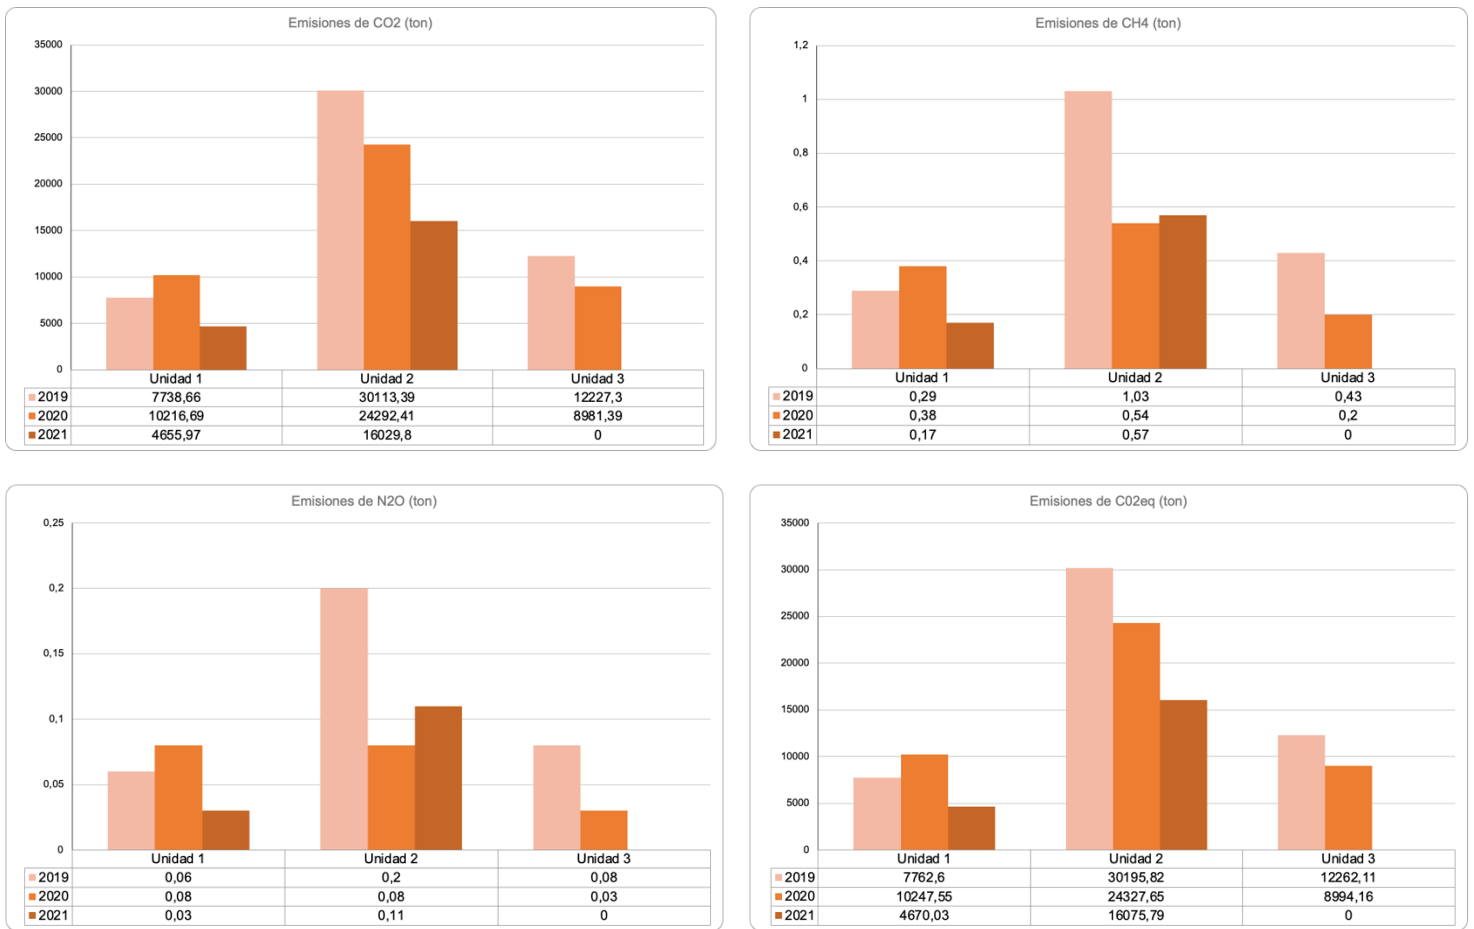 Emisiones de CO2 (ton)
35000
30000
25000
20000
15000
10000
5000
0
Unidad 1 Unidad 2 Unidad 3
2019 7738,66 30113,39 12227,3
2020 10216,69 24292,41 8981,39
2021 4655,97 16029,8 0
Emisiones de CH4 (ton)
1,2
1
0,8
0,6
0,4
0,2
0
Unidad 1 Unidad 2 Unidad 3
2019 0,29 1,03 0,43
2020 0,38 0,54 0,2
2021 0,17 0,57 0
Emisiones de N2O (ton)
0,25
0,2
0,15
0,1
0,05
0
Unidad 1 Unidad 2 Unidad 3
2019 0,06 0,2 0,08
2020 0,08 0,08 0,03
2021 0,03 0,11 0
Emisiones de C02eq (ton)
35000
30000
25000
20000
15000
10000
5000
0
Unidad 1 Unidad 2 Unidad 3
2019 7762,6 30195,82 12262,11
2020 10247,55 24327,65 8994,16
2021 4670,03 16075,79 0